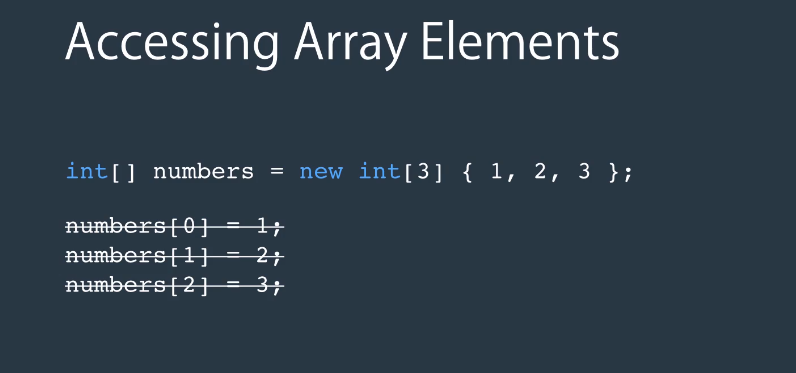 Accessing Array Elements
int[] numbers = new int[3] { 1, 2, 3 };
numbers[0] = 1;
numbers[1] = 2;
numbers[2] = 3;